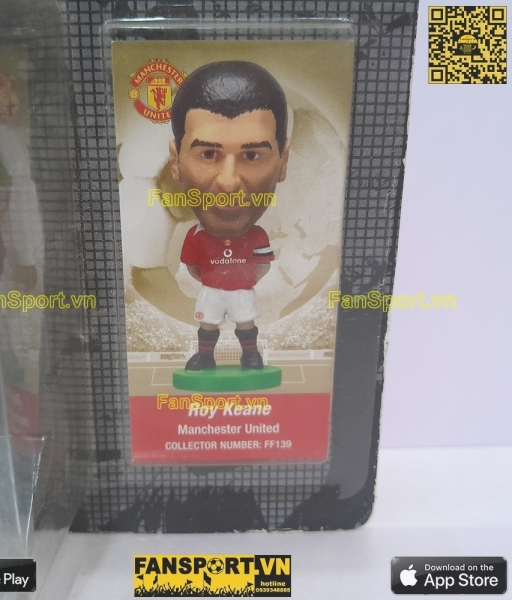 MANCHESTER
UNITED
FanSport.vn
vodafone
FanSport.vn
FanSport.vn
FanSport.vn
Roy Keane
Manchester United
COLLECTOR NUMBER: FF139
Play
FANSPORT.VN
hotline
0939348885
Download on the
App Store